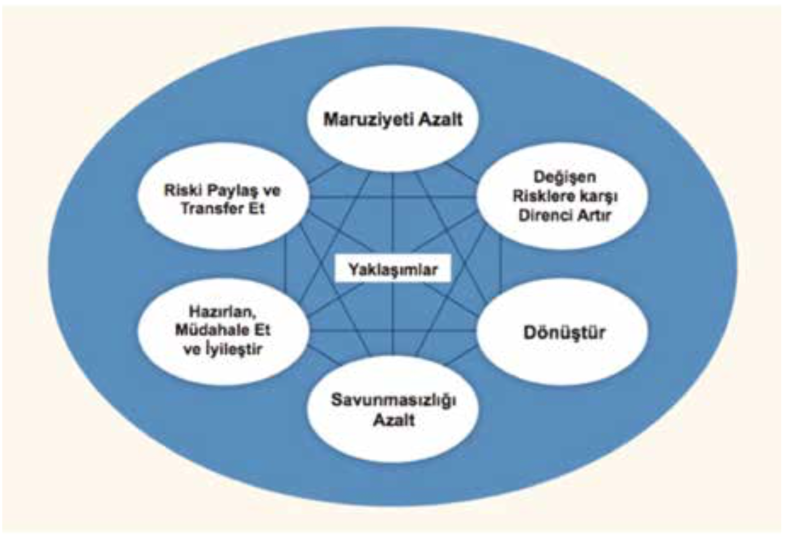 Maruziyeti Azalt
Riski Paylaş ve
Transfer Et
Değişen
Risklere karşı
Direnci Artır
Yaklaşımlar
Hazırlan,
Müdahale Et
ve İyileştir
Dönüştür
Savunmasızlığı
Azalt